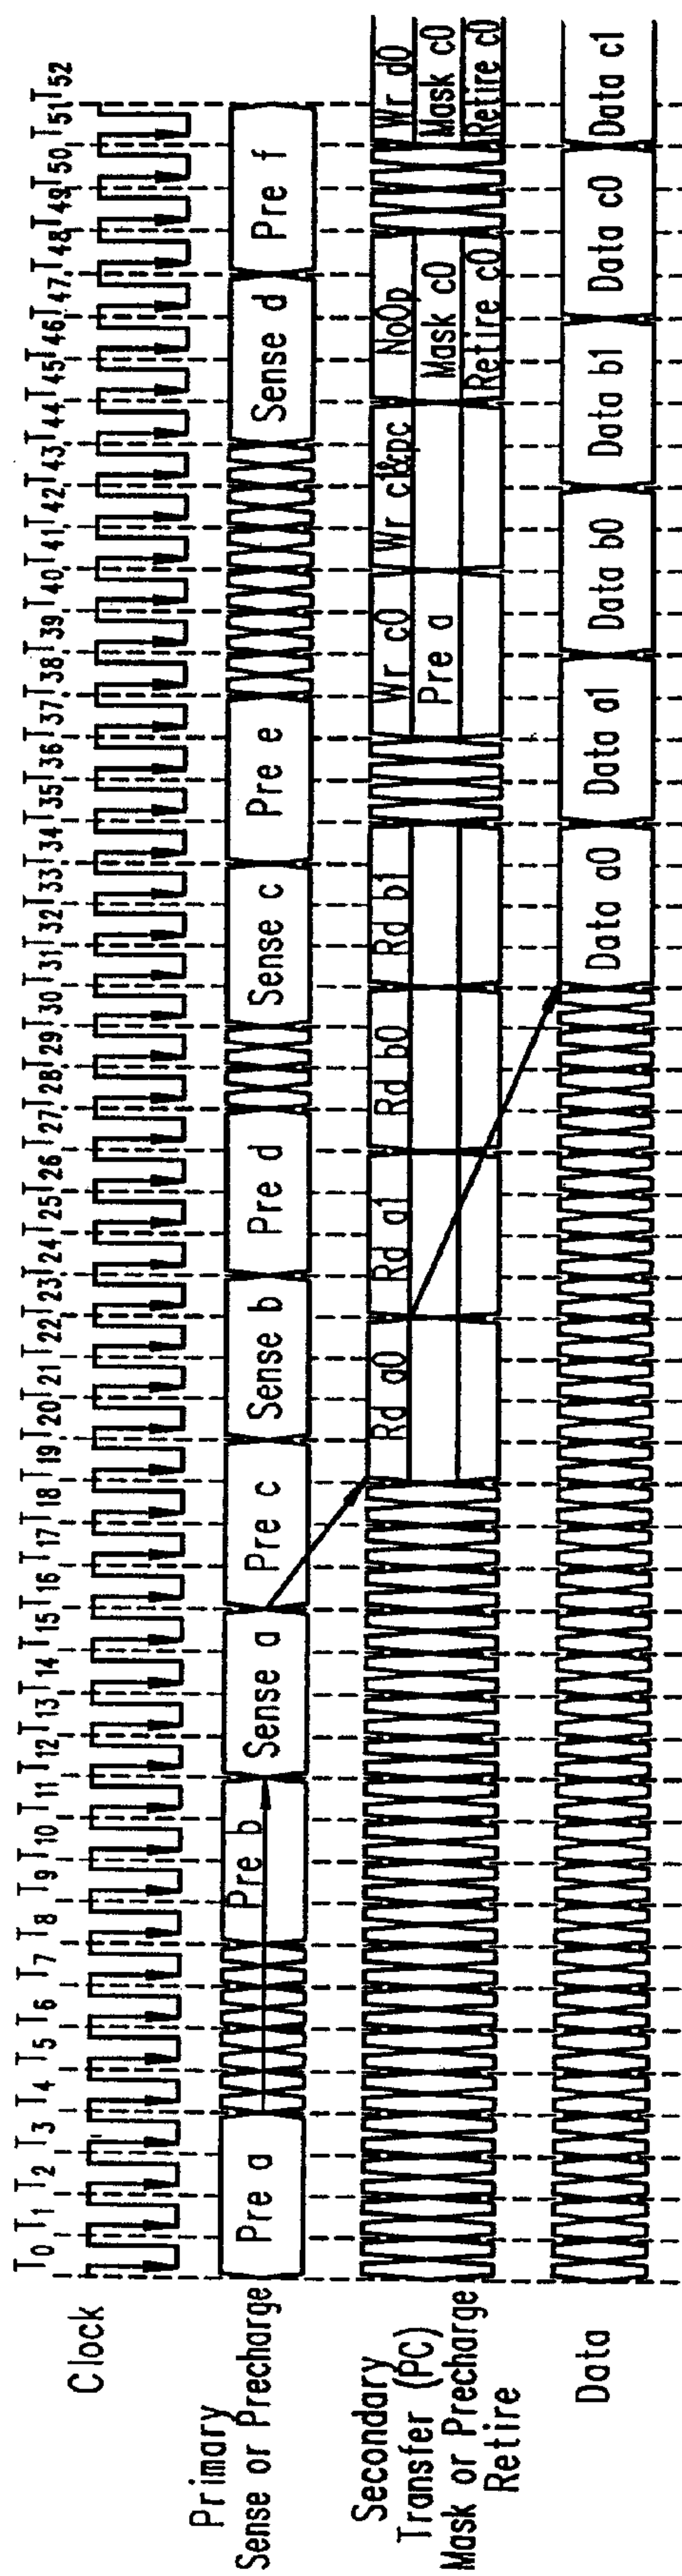 T0 T1 T2 T3 T4 T5 T6 T7 T8 T9 T10 T11 T12 T13 T14 T15 T16 T17 T18 T19 T20 T21 T22 T23 T24 T25 T26 T27 T28 T29 T30 T31 T32 T33 T34 T35 T36 T37 T38 T39 T40 T41 T42 T43 T44 T45 T46 T47 T48 T49 T50 T51 T52
Clock
Primary
Sense or Precharge
Pre a Pre b Sense a Pre c Sense b Pre d Sense c Pre e Sense d Pre f
Secondary
Transfer (PC)
Mask or Precharge
Retire
Rd a0 Rd a1 Rd b0 Rd b1 Wr c0 Wr c1&pc NoOp Wr d0
Pre a Mask c0 Mask c0
Retire c0 Retire c0
Data
Data a0 Data a1 Data b0 Data b1 Data c0 Data c1